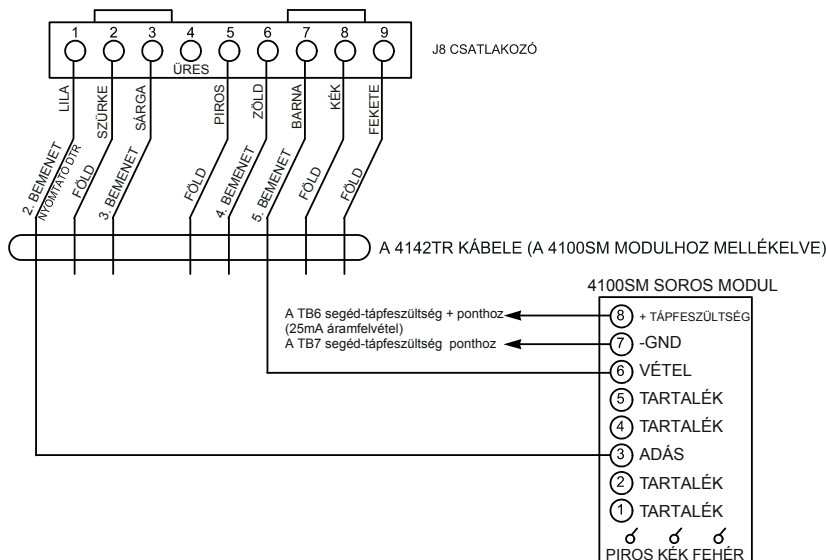 1 2 3 4 5 6 7 8 9
J8 CSATLAKOZÓ
ÜRES
LILA
SZÜRKE
SÁRGA
PIROS
ZÖLD
BARNA
KÉK
FEKETE
2. BEMENET
NYOMTATÓ DTR
FÖLD
3. BEMENET
FÖLD
4. BEMENET
5. BEMENET
FÖLD
FÖLD
A 4142TR KÁBELE (A 4100SM MODULHOZ MELLÉKELVE)
4100SM SOROS MODUL
A TB6 segéd-tápfeszültség + ponthoz
(25mA áramfelvétel)
A TB7 segéd-tápfeszültség ponthoz
8 + TÁPFESZÜLTSÉG
7 -GND
6 VÉTEL
5 TARTALÉK
4 TARTALÉK
3 ADÁS
2 TARTALÉK
1 TARTALÉK
PIROS KÉK FEHÉR